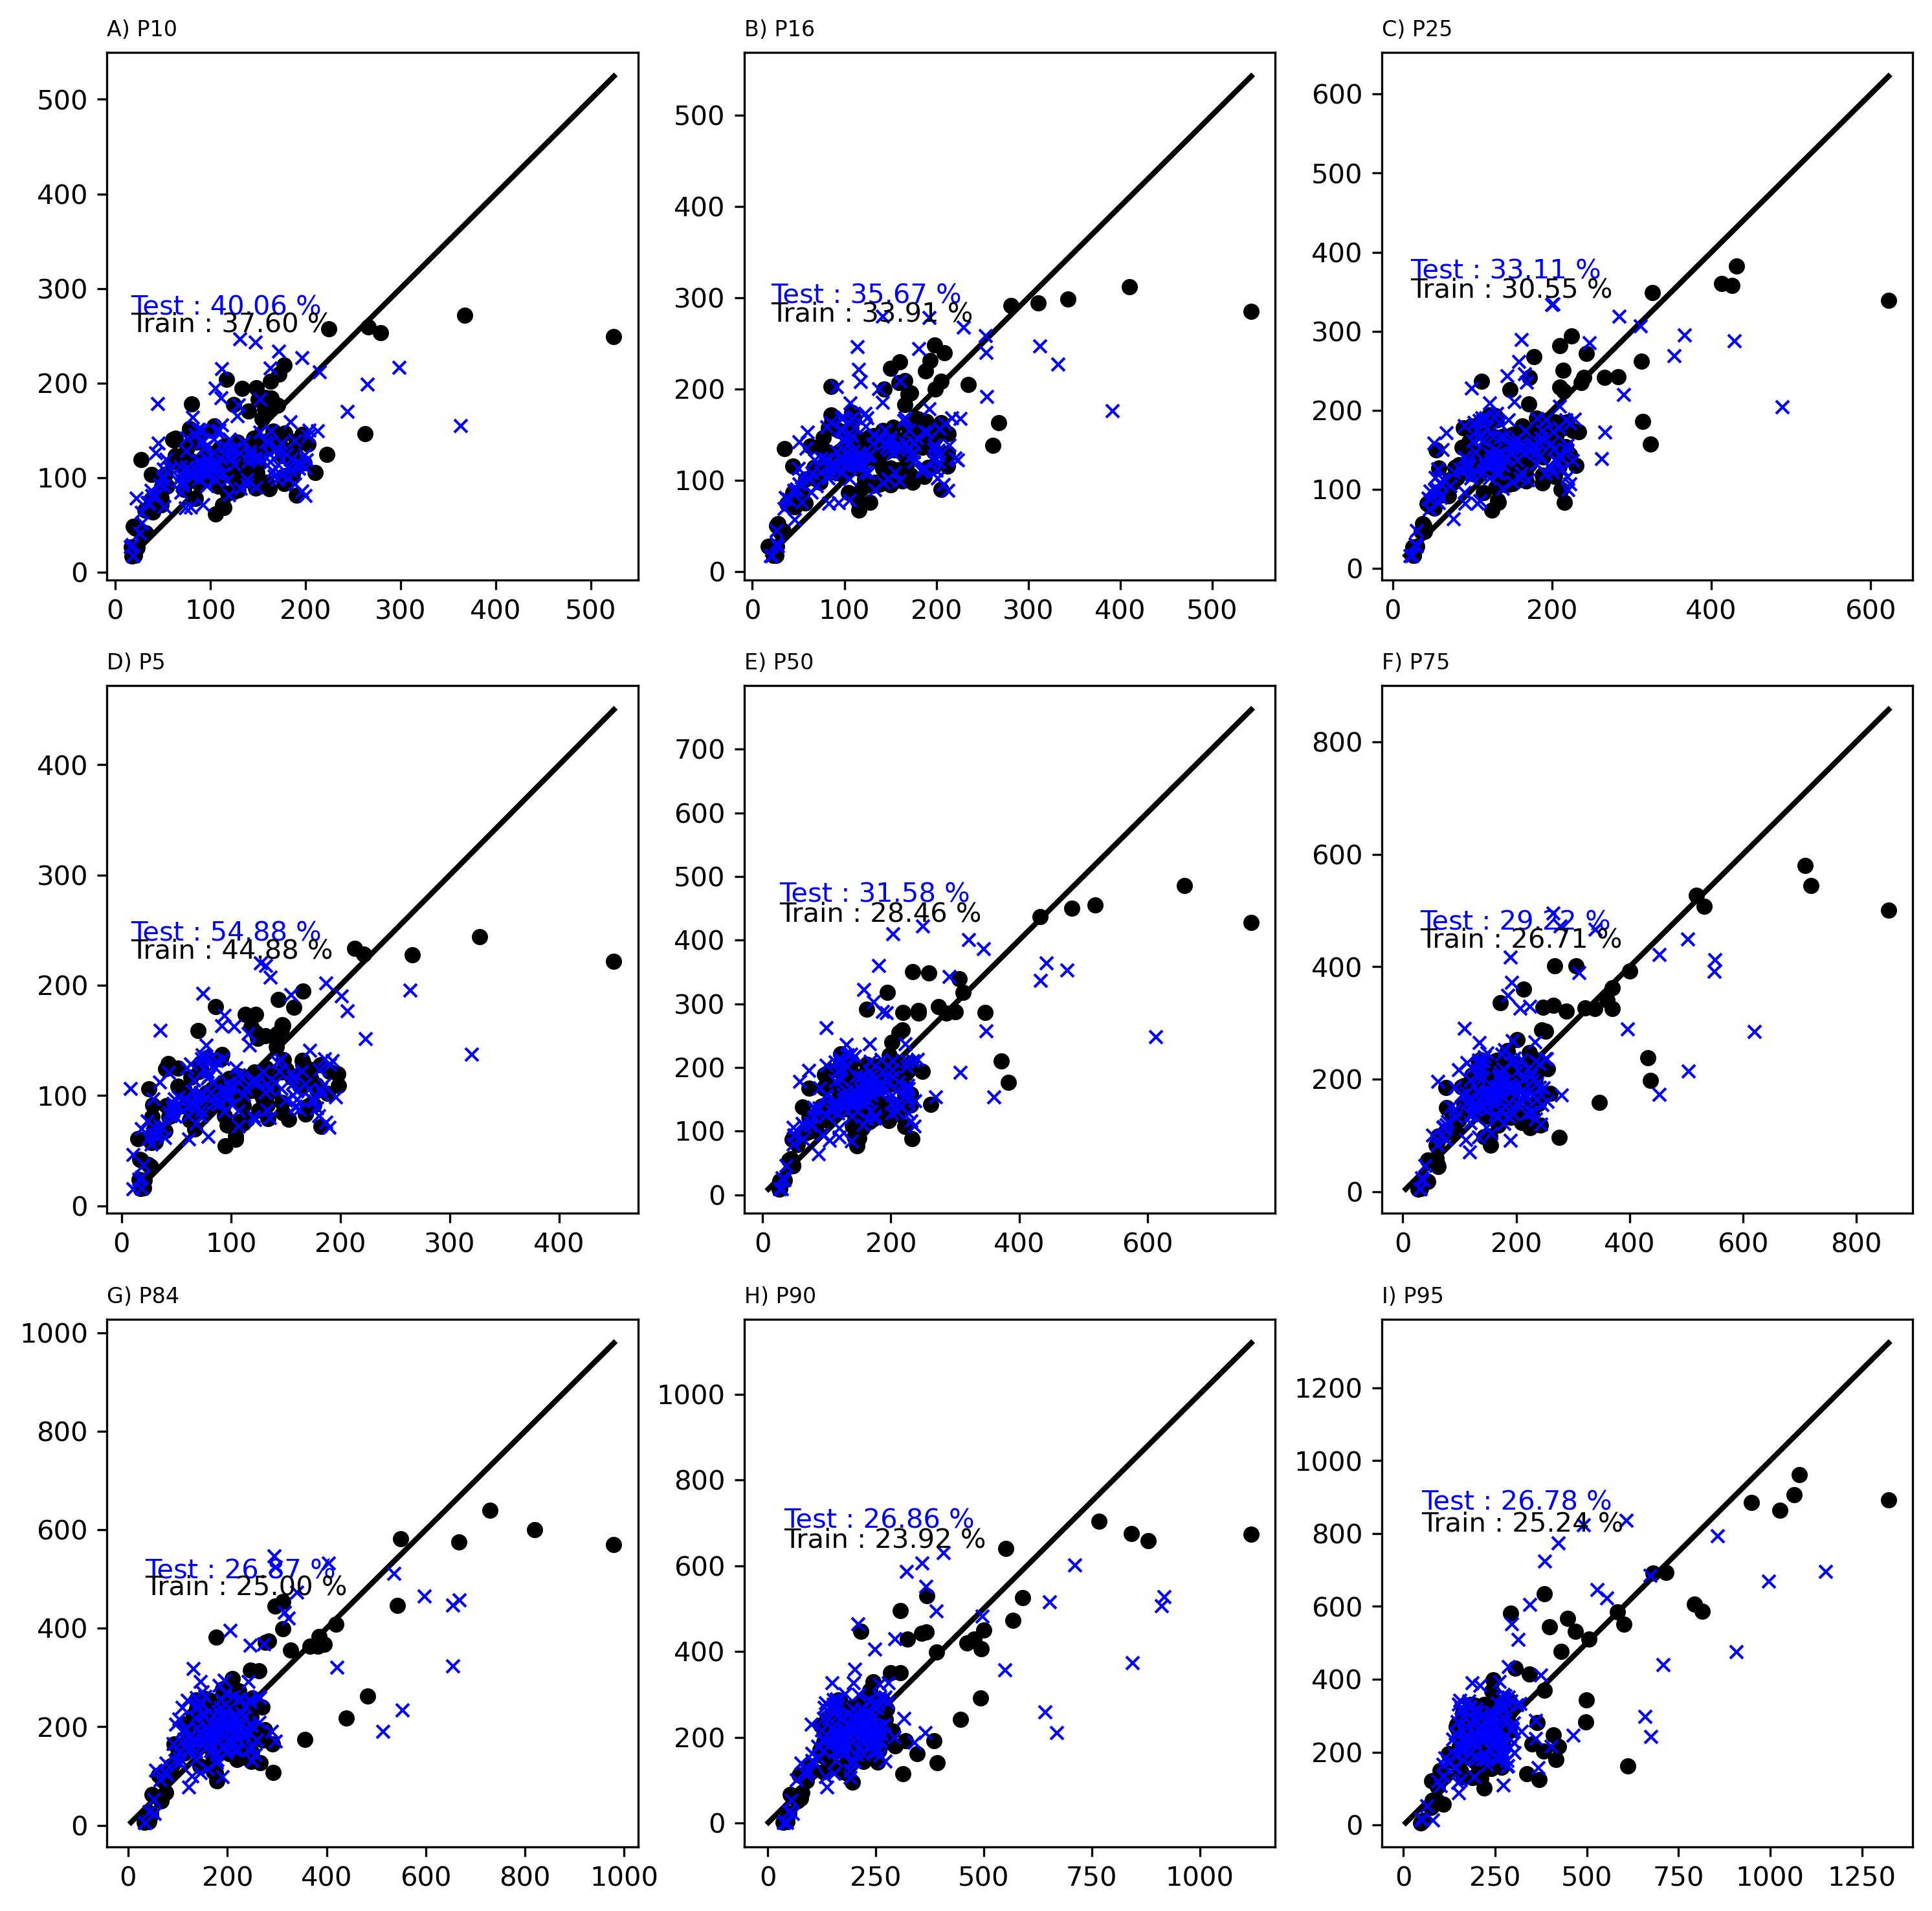 A) P10
500
400
300
200
100
0
Test : 40.06 %
Train : 37.60 %
0 100 200 300 400 500
B) P16
500
400
300
200
100
0
Test : 35.67 %
Train : 33.91 %
0 100 200 300 400 500
C) P25
600
500
400
300
200
100
0
Test : 33.11 %
Train : 30.55 %
0 200 400 600
D) P5
400
300
200
100
0
Test : 54.88 %
Train : 44.88 %
0 100 200 300 400
E) P50
700
600
500
400
300
200
100
0
Test : 31.58 %
Train : 28.46 %
0 200 400 600
F) P75
800
600
400
200
0
Test : 29.22 %
Train : 26.71 %
0 200 400 600 800
G) P84
1000
800
600
400
200
0
Test : 26.87 %
Train : 25.00 %
0 200 400 600 800 1000
H) P90
1000
800
600
400
200
0
Test : 26.86 %
Train : 23.92 %
0 250 500 750 1000
I) P95
1200
1000
800
600
400
200
0
Test : 26.78 %
Train : 25.24 %
0 250 500 750 1000 1250